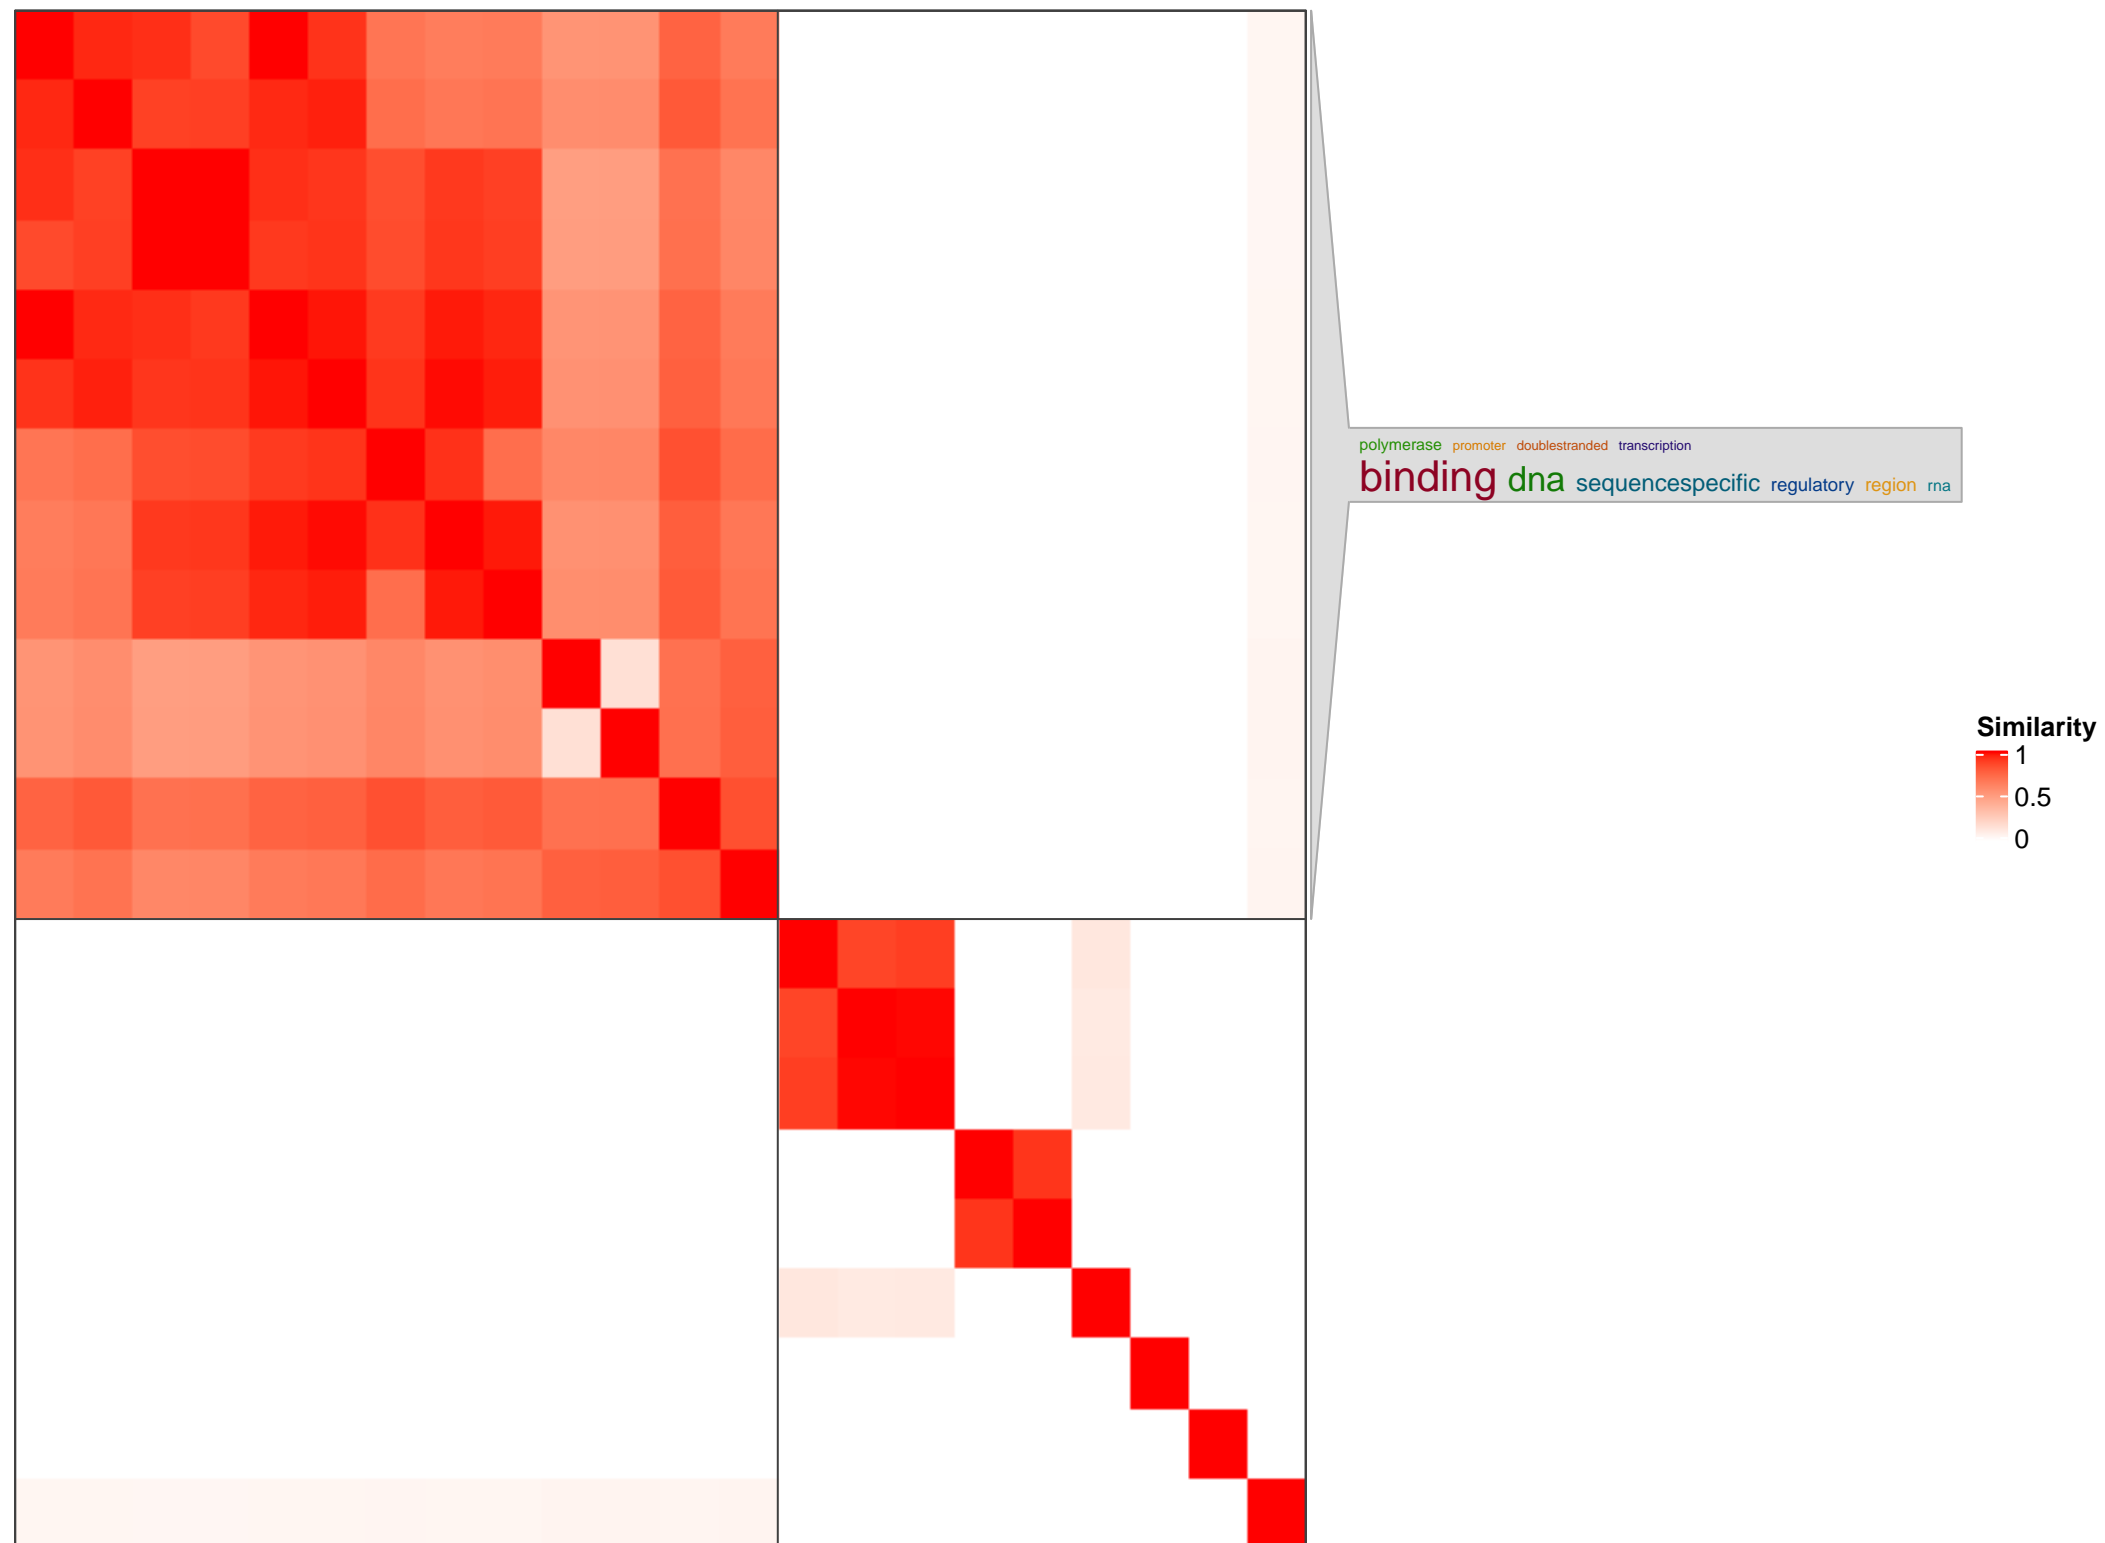 polymerase promoter doublestranded transcription
binding dna sequencespecific regulatory region rna
Similarity
1
0.5
0